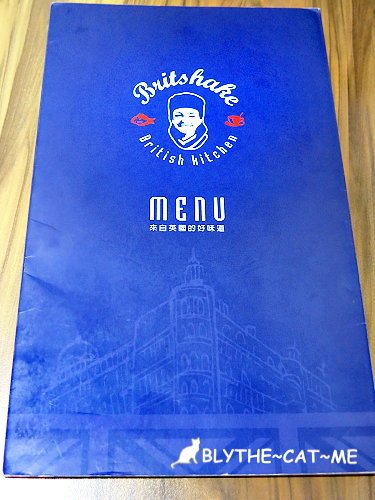 Britshake
British kitchen
MENU
來自英國的好味道
BLYTHE~CAT~ME